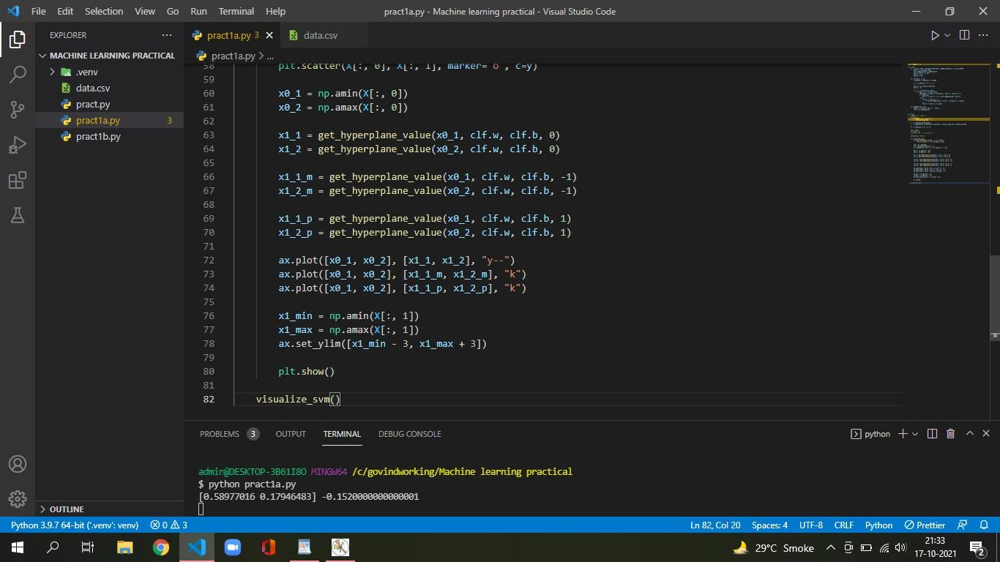 File Edit Selection View Go Run Terminal Help pract1a.py - Machine learning practical - Visual Studio Code
EXPLORER
MACHINE LEARNING PRACTICAL
.venv
data.csv
pract.py
pract1a.py 3
pract1b.py
OUTLINE
pract1a.py 3 data.csv
pract1a.py > ...
58 plt.scatter(X[:, 0], X[:, 1], marker="o", c=y)
59
60 x0_1 = np.amin(X[:, 0])
61 x0_2 = np.amax(X[:, 0])
62
63 x1_1 = get_hyperplane_value(x0_1, clf.w, clf.b, 0)
64 x1_2 = get_hyperplane_value(x0_2, clf.w, clf.b, 0)
65
66 x1_1_m = get_hyperplane_value(x0_1, clf.w, clf.b, -1)
67 x1_2_m = get_hyperplane_value(x0_2, clf.w, clf.b, -1)
68
69 x1_1_p = get_hyperplane_value(x0_1, clf.w, clf.b, 1)
70 x1_2_p = get_hyperplane_value(x0_2, clf.w, clf.b, 1)
71
72 ax.plot([x0_1, x0_2], [x1_1, x1_2], "y--")
73 ax.plot([x0_1, x0_2], [x1_1_m, x1_2_m], "k")
74 ax.plot([x0_1, x0_2], [x1_1_p, x1_2_p], "k")
75
76 x1_min = np.amin(X[:, 1])
77 x1_max = np.amax(X[:, 1])
78 ax.set_ylim([x1_min - 3, x1_max + 3])
79
80 plt.show()
81
82 visualize_svm()
PROBLEMS 3 OUTPUT TERMINAL DEBUG CONSOLE python
admin@DESKTOP-3B61I8O MINGW64 /c/govindworking/Machine learning practical
$ python pract1a.py
[0.58977016 0.17946483] -0.1520000000000001
Python 3.9.7 64-bit ('.venv': venv) 0 3 Ln 82, Col 20 Spaces: 4 UTF-8 CRLF Python Prettier
29°C Smoke 21:33
17-10-2021 2